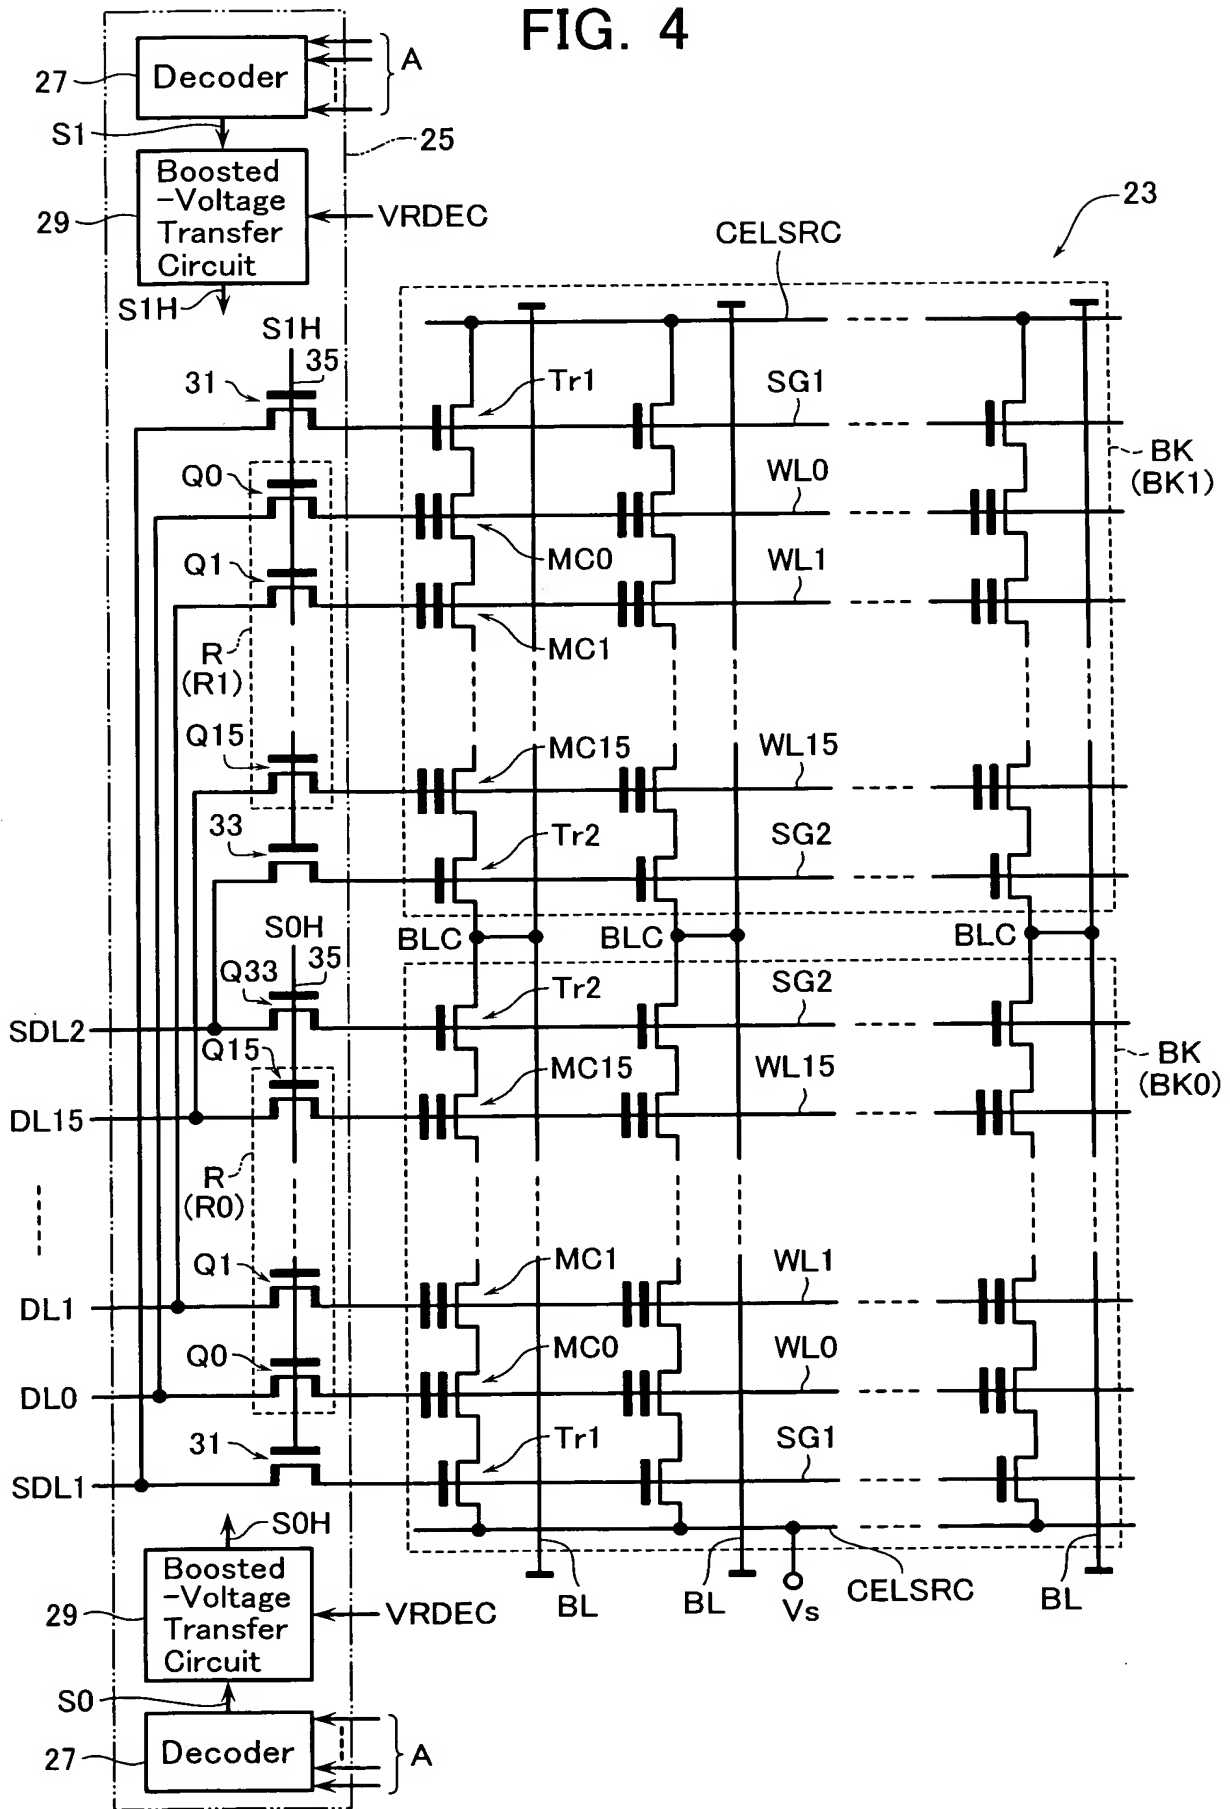 FIG. 4
27
Decoder
A
S1
25
Boosted
-Voltage
Transfer
Circuit
29
VRDEC
S1H
23
CELSRC
S1H
35
31
Tr1
SG1
BK
(BK1)
Q0
WL0
MC0
Q1
WL1
MC1
R
(R1)
Q15
MC15
WL15
33
Tr2
SG2
BLC
BLC
BLC
S0H
35
Q33
Tr2
SG2
SDL2
Q15
MC15
WL15
BK
(BK0)
DL15
R
(R0)
Q1
MC1
WL1
DL1
Q0
MC0
WL0
DL0
31
Tr1
SG1
SDL1
S0H
Boosted
-Voltage
Transfer
Circuit
29
VRDEC
BL
BL
Vs
CELSRC
BL
S0
27
Decoder
A